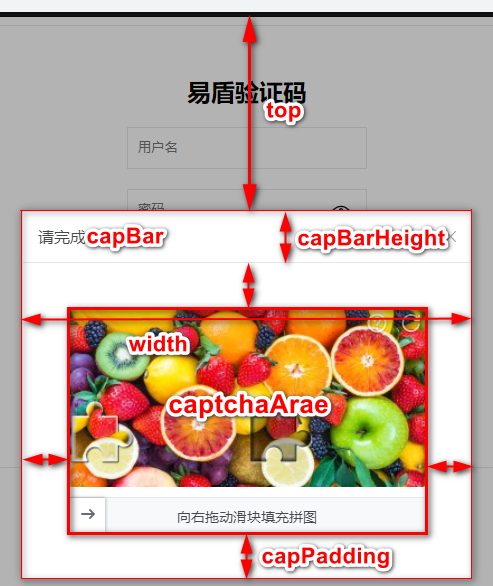 易盾验证码
top
用户名
密码
请完成
capBar
capBarHeight
width
captchaArae
向右拖动滑块填充拼图
capPadding